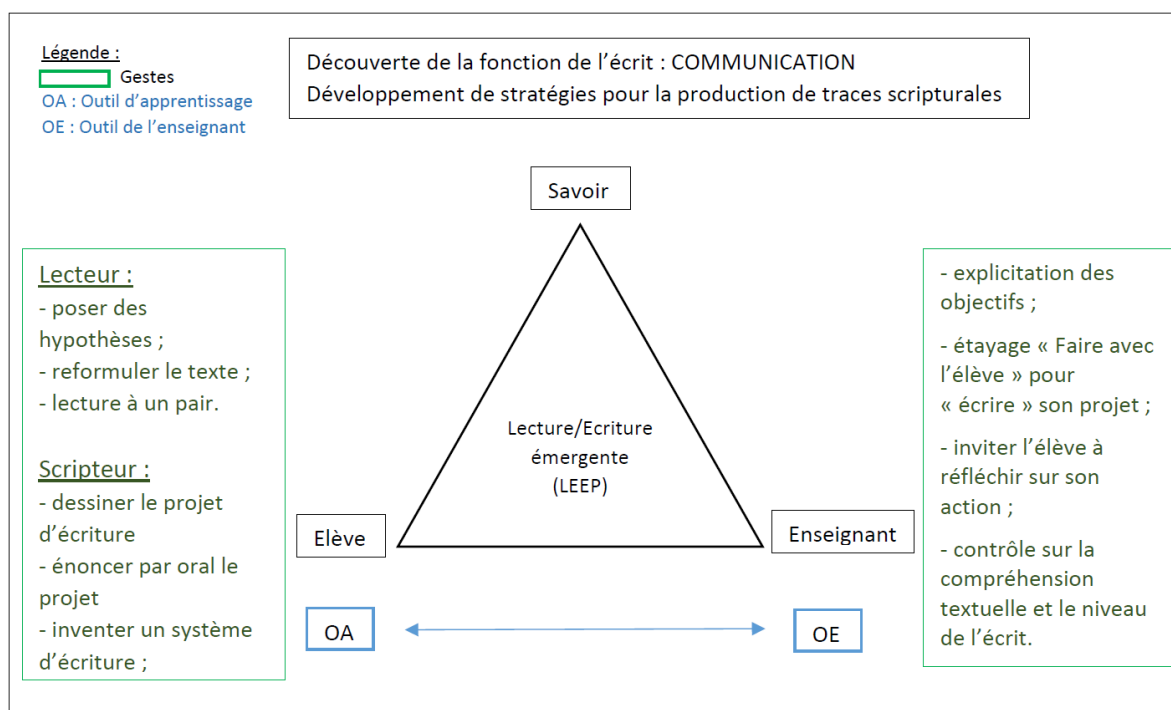 Légende :
Gestes
OA : Outil d'apprentissage
OE : Outil de l'enseignant
Découverte de la fonction de l'écrit : COMMUNICATION
Développement de stratégies pour la production de traces scripturales
Savoir
Lecteur :
- poser des
hypothèses ;
- reformuler le texte ;
- lecture à un pair.
Scripteur :
- dessiner le projet
d'écriture
- énoncer par oral le
projet
- inventer un système
d'écriture ;
Lecture/Ecriture
émergente
(LEEP)
Elève
Enseignant
OA
OE
- explicitation des
objectifs ;
- étayage « Faire avec
l'élève » pour
« écrire » son projet ;
- inviter l'élève à
réfléchir sur son
action ;
- contrôle sur la
compréhension
textuelle et le niveau
de l'écrit.